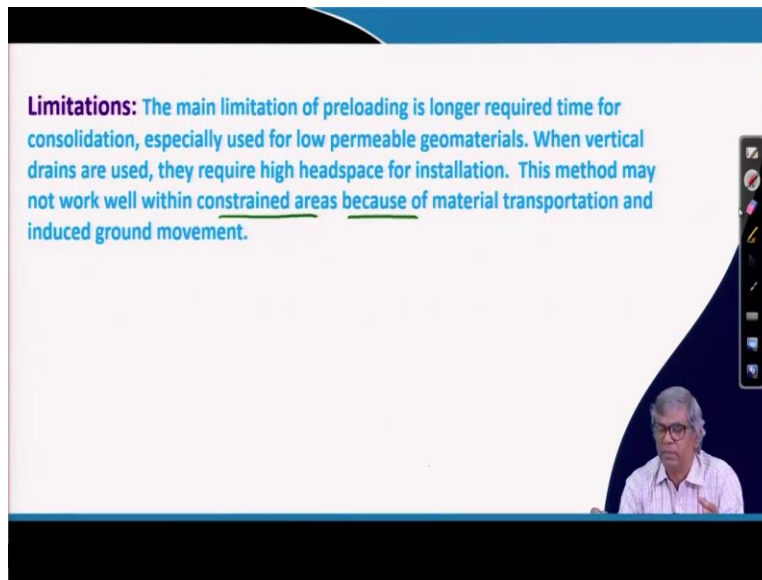 Limitations: The main limitation of preloading is longer required time for
consolidation, especially used for low permeable geomaterials. When vertical
drains are used, they require high headspace for installation. This method may
not work well within constrained areas because of material transportation and
induced ground movement.